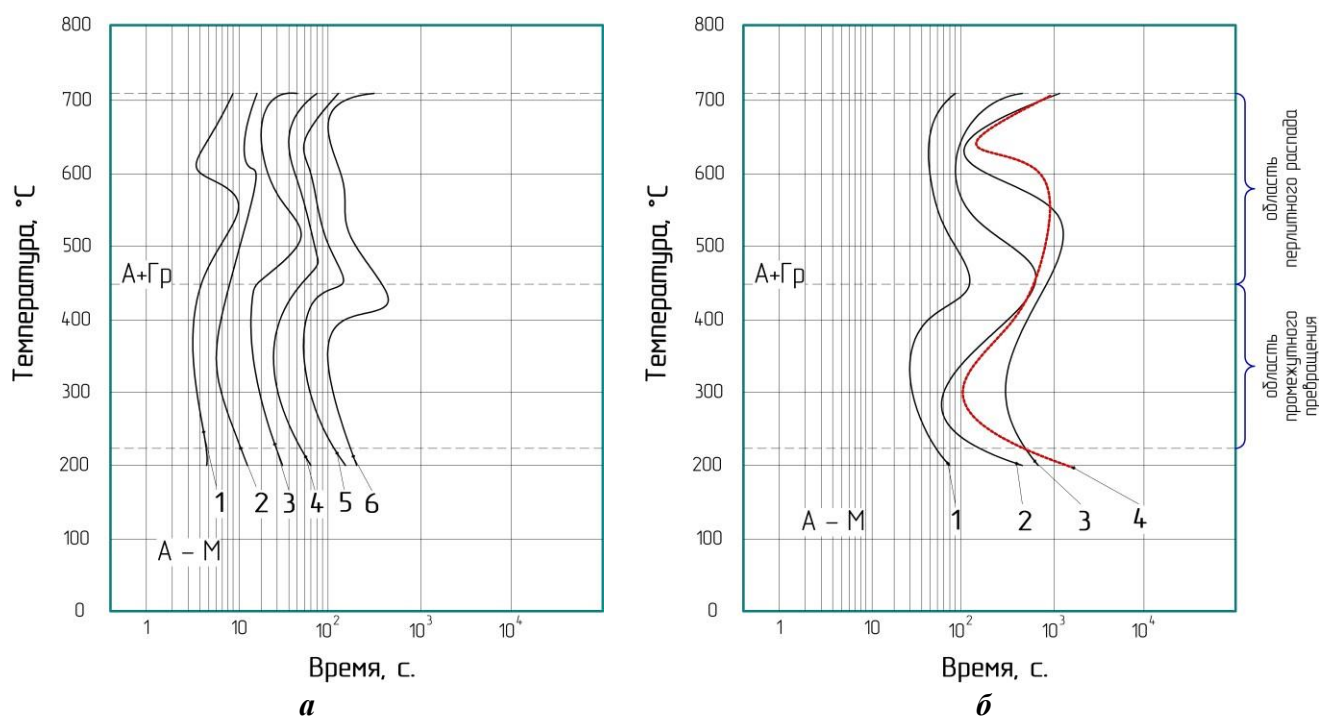 800
700
600
500
400
300
200
100
0
Температура, °C
А+Гр
А – М
1
2
3
4
5
6
1
10
10²
10³
10⁴
Время, с.
а
800
700
600
500
400
300
200
100
0
Температура, °C
А+Гр
А – М
1
2
3
4
1
10
10²
10³
10⁴
Время, с.
б
область
перлитного распада
область
промежутного
превращения